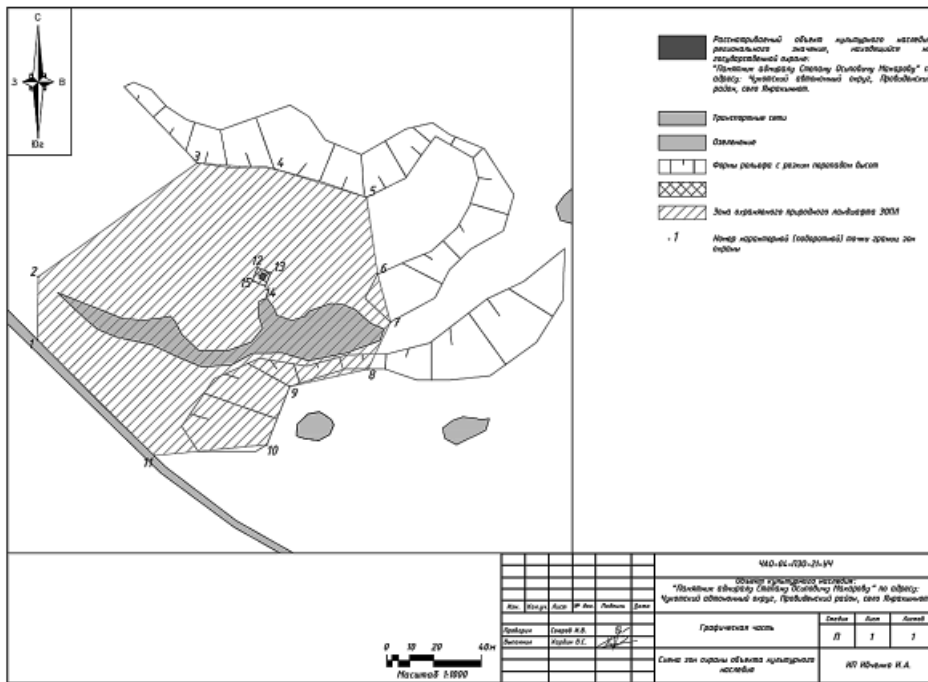 С
З
В
Юг
3
4
5
2
12
13
6
15
14
7
1
8
9
10
11
Рассматриваемый объект культурного наследия
регионального значения, находящийся на
государственной охране:
"Памятник адмиралу Степану Осиповичу Макарову" по
адресу: Чукотский автономный округ, Провиденский
район, село Янракыннот.
Транспортные сети
Озеленение
Формы рельефа с резким перепадом высот
Зона охраняемого природного ландшафта ЗОПЛ
. 1
Номер характерной (поворотной) точки границ зон
охраны
0 10 20 40м
Масштаб 1:1000
ЧАО-04-ПЗО-21-ГЧ
Объект культурного наследия:
"Памятник адмиралу Степану Осиповичу Макарову" по адресу:
Чукотский автономный округ, Провиденский район, село Янракыннот
Изм. Кол.уч. Лист № док. Подпись Дата
Проверил
Выполнил
Графическая часть
Стадия Лист Листов
П 1 1
Схема зон охраны объекта культурного
наследия
ИП Ивченко И.А.